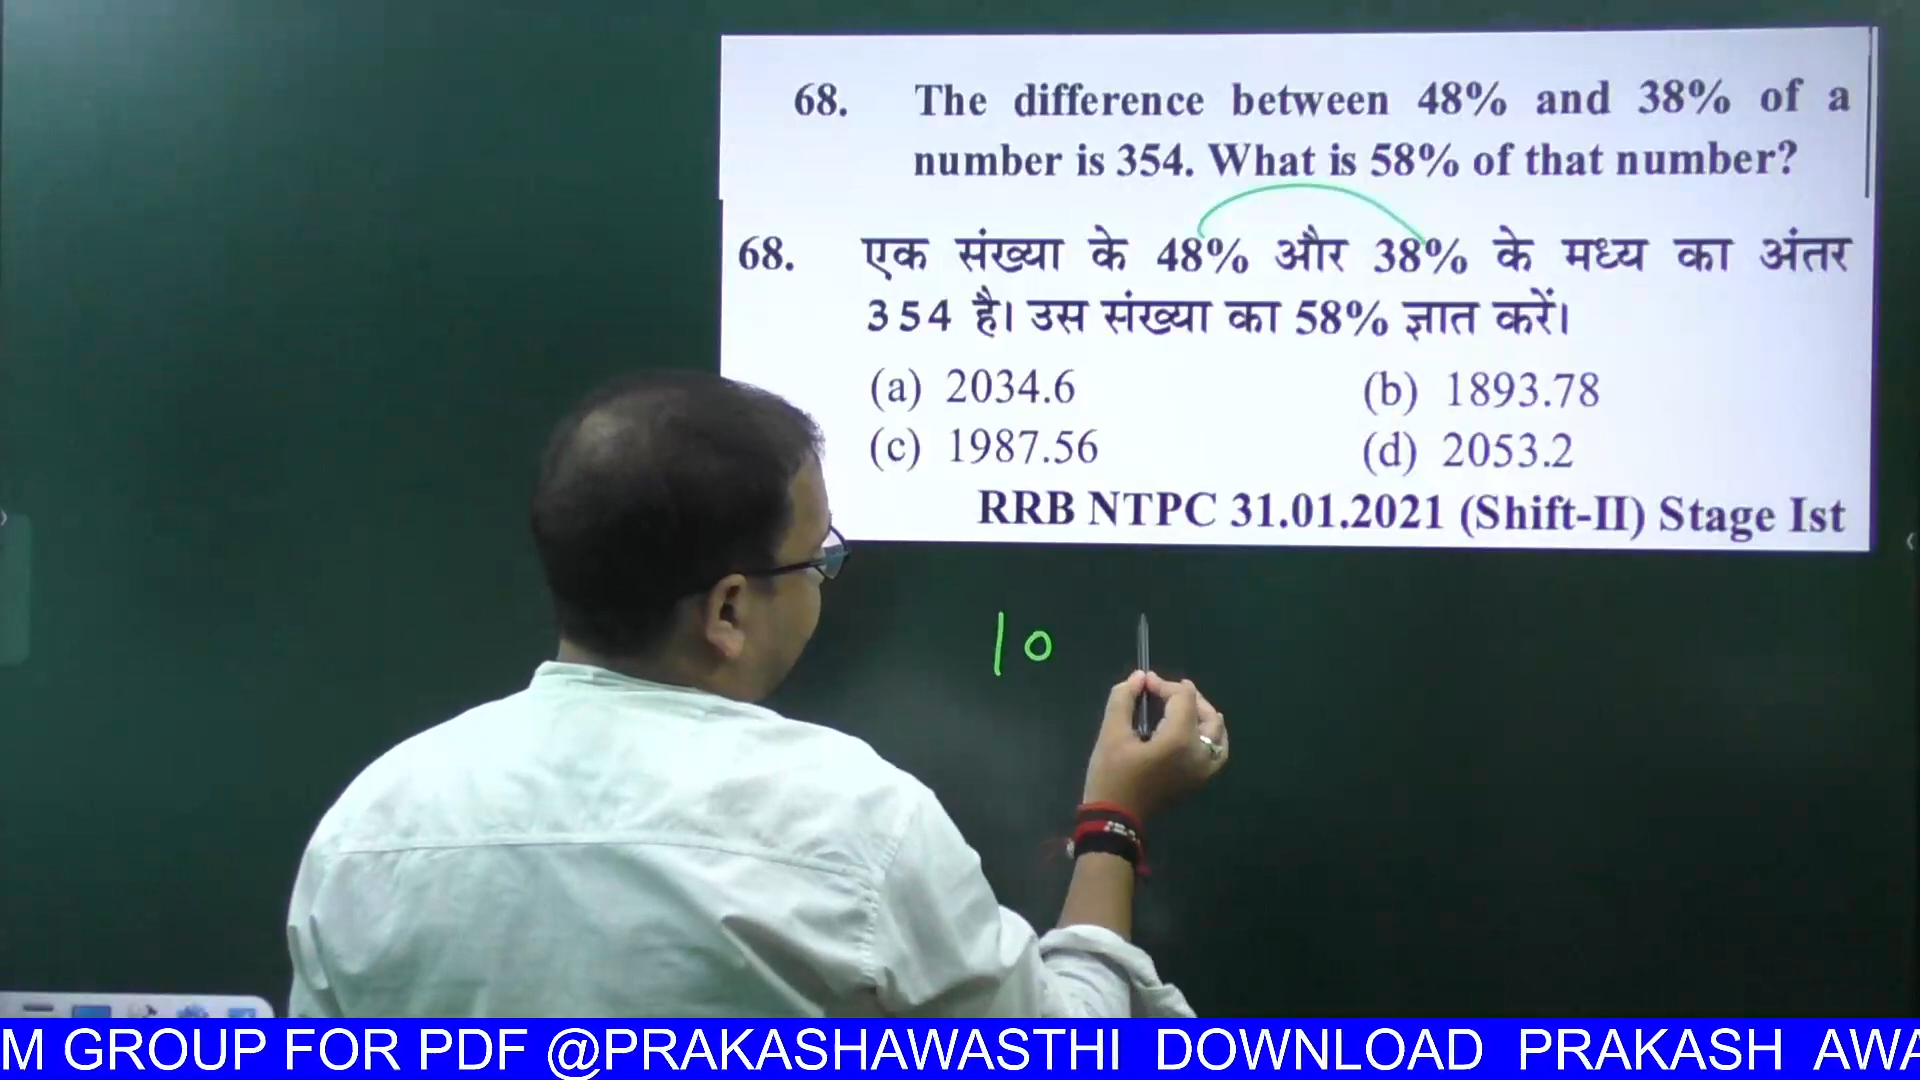 68. The difference between 48% and 38% of a
number is 354. What is 58% of that number?
68. एक संख्या के 48% और 38% के मध्य का अंतर
354 है। उस संख्या का 58% ज्ञात करें।
(a) 2034.6 (b) 1893.78
(c) 1987.56 (d) 2053.2
RRB NTPC 31.01.2021 (Shift-II) Stage Ist
10
M GROUP FOR PDF @PRAKASHAWASTHI DOWNLOAD PRAKASH AWA